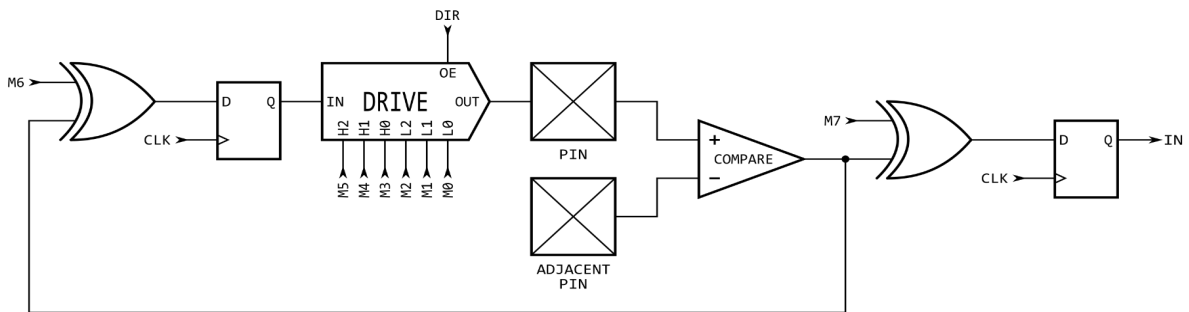 DIR
M6
D
Q
CLK
IN
DRIVE
OE
OUT
H2
H1
H0
L2
L1
L0
M5
M4
M3
M2
M1
M0
PIN
ADJACENT
PIN
+
COMPARE
−
M7
D
Q
CLK
IN